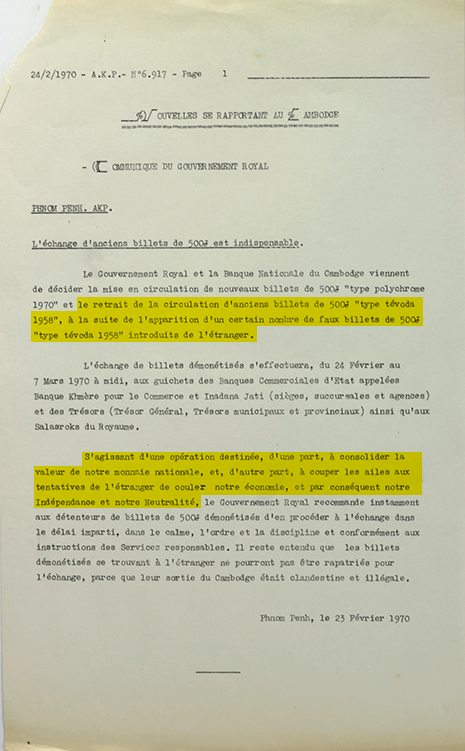 24/2/1970 - A.K.P.- N°6.917 - Page 1
NOUVELLES SE RAPPORTANT AU CAMBODGE
- COMMUNIQUE DU GOUVERNEMENT ROYAL
PHNOM PENH. AKP.
L'échange d'anciens billets de 500J est indispensable.
Le Gouvernement Royal et la Banque Nationale du Cambodge viennent
de décider la mise en circulation de nouveaux billets de 500J "type polychrome
1970" et le retrait de la circulation d'anciens billets de 500J "type tévoda
1958", à la suite de l'apparition d'un certain nombre de faux billets de 500J
"type tévoda 1958" introduits de l'étranger.
L'échange de billets démonétisés s'effectuera, du 24 Février au
7 Mars 1970 à midi, aux guichets des Banques Commerciales d'Etat appelées
Banque Khmère pour le Commerce et Inadana Jati (sièges, succursales et agences)
et des Trésors (Trésor Général, Trésors municipaux et provinciaux) ainsi qu'aux
Salasroks du Royaume.
S'agissant d'une opération destinée, d'une part, à consolider la
valeur de notre monnaie nationale, et, d'autre part, à couper les ailes aux
tentatives de l'étranger de couler notre économie, et par conséquent notre
Indépendance et notre Neutralité, le Gouvernement Royal recommande instamment
aux détenteurs de billets de 500J démonétisés d'en procéder à l'échange dans
le délai imparti, dans le calme, l'ordre et la discipline et conformément aux
instructions des Services responsables. Il reste entendu que les billets
démonétisés se trouvant à l'étranger ne pourront pas être rapatriés pour
l'échange, parce que leur sortie du Cambodge était clandestine et illégale.
Phnom Penh, le 23 Février 1970